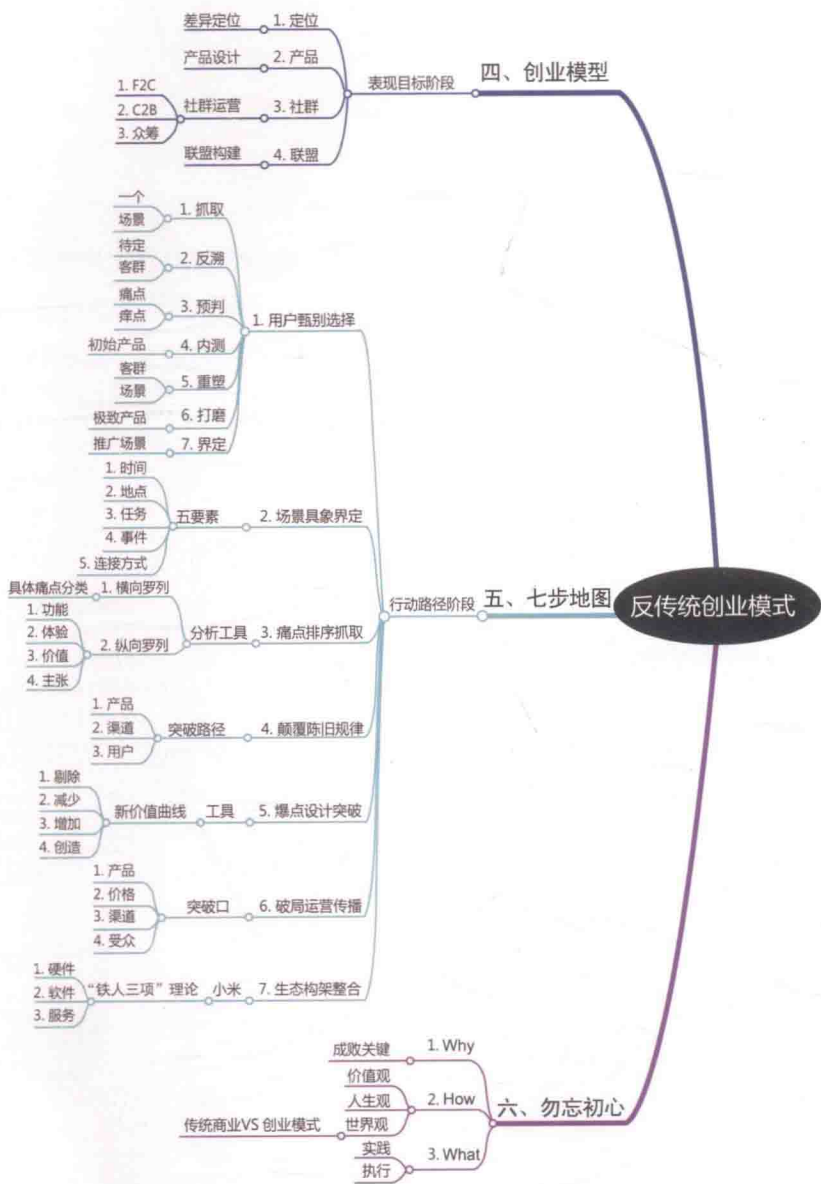 反传统创业模式
四、创业模型
表现目标阶段
1. 定位
差异定位
2. 产品
产品设计
3. 社群
社群运营
1. F2C
2. C2B
3. 众筹
4. 联盟
联盟构建
五、七步地图
行动路径阶段
1. 用户甄别选择
1. 抓取
一个
场景
2. 反溯
待定
客群
3. 预判
痛点
痒点
4. 内测
初始产品
5. 重塑
客群
场景
6. 打磨
极致产品
7. 界定
推广场景
2. 场景具象界定
五要素
1. 时间
2. 地点
3. 任务
4. 事件
5. 连接方式
3. 痛点排序抓取
分析工具
1. 横向罗列
具体痛点分类
2. 纵向罗列
1. 功能
2. 体验
3. 价值
4. 主张
4. 颠覆陈旧规律
突破路径
1. 产品
2. 渠道
3. 用户
5. 爆点设计突破
工具
新价值曲线
1. 剔除
2. 减少
3. 增加
4. 创造
6. 破局运营传播
突破口
1. 产品
2. 价格
3. 渠道
4. 受众
7. 生态构架整合
小米
“铁人三项”理论
1. 硬件
2. 软件
3. 服务
六、勿忘初心
1. Why
成败关键
2. How
价值观
人生观
世界观
传统商业VS 创业模式
3. What
实践
执行